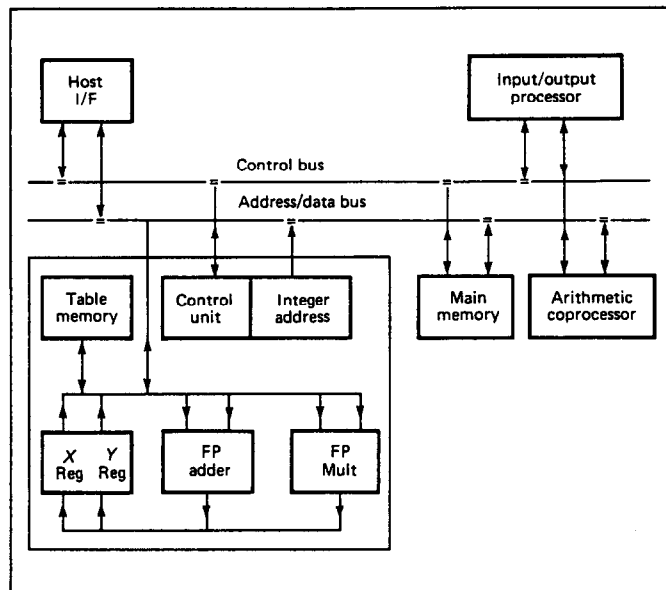 Host
I/F
Input/output
processor
Control bus
Address/data bus
Table
memory
Control
unit
Integer
address
Main
memory
Arithmetic
coprocessor
X
Reg
Y
Reg
FP
adder
FP
Mult